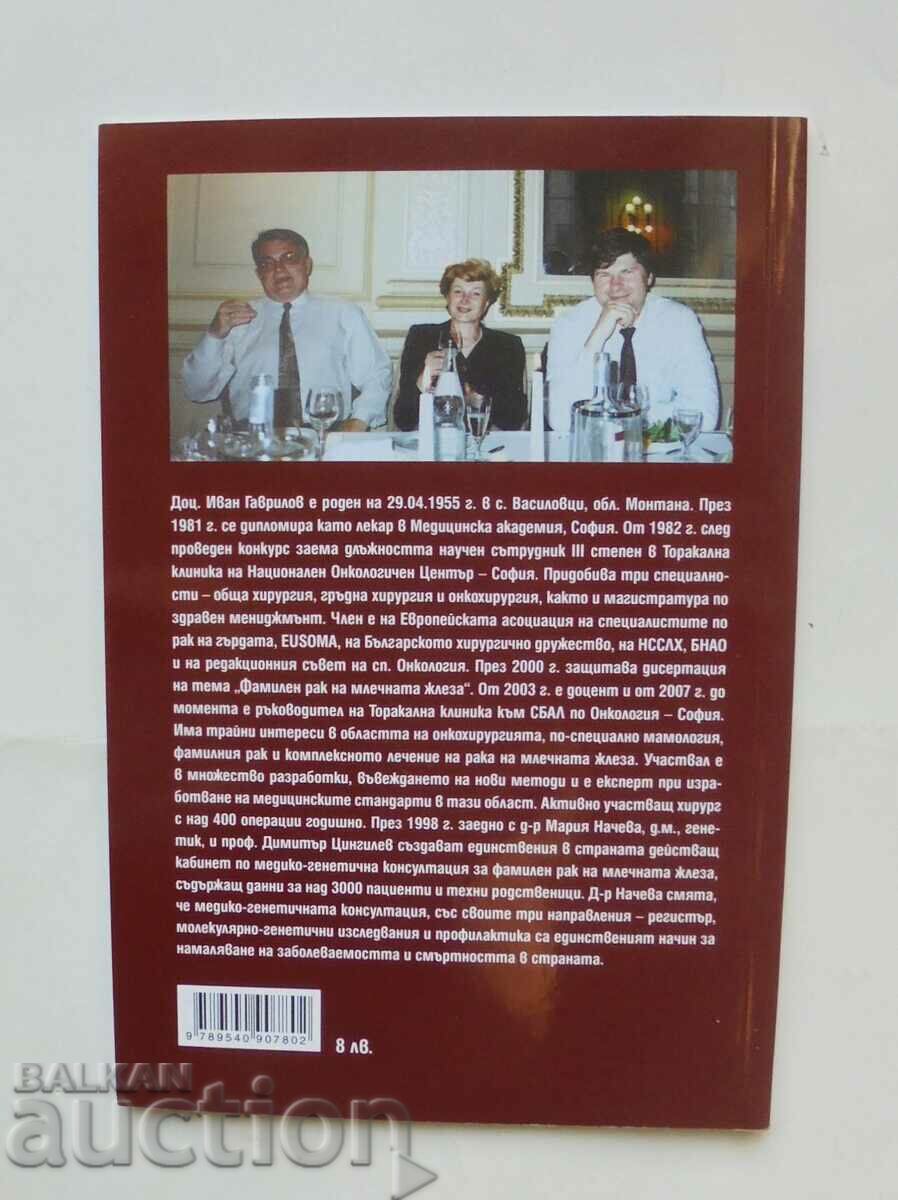 Доц. Иван Гаврилов е роден на 29.04.1955 г. в с. Василовци, обл. Монтана. През
1981 г. се дипломира като лекар в Медицинска академия, София. От 1982 г. след
проведен конкурс заема длъжността научен сътрудник III степен в Торакална
клиника на Национален Онкологичен Център – София. Придобива три специално-
сти – обща хирургия, гръдна хирургия и онкохирургия, както и магистратура по
здравен мениджмънт. Член е на Европейската асоциация на специалистите по
рак на гърдата, EUSOMA, на Българското хирургично дружество, на НССЛХ, БНАО
и на редакционния съвет на сп. Онкология. През 2000 г. защитава дисертация
на тема „Фамилен рак на млечната жлеза“. От 2003 г. е доцент и от 2007 г. до
момента е ръководител на Торакална клиника към СБАЛ по Онкология – София.
Има трайни интереси в областта на онкохирургията, по-специално мамология,
фамилния рак и комплексното лечение на рака на млечната жлеза. Участвал е
в множество разработки, въвеждането на нови методи и е експерт при изра-
ботване на медицинските стандарти в тази област. Активно участващ хирург
с над 400 операции годишно. През 1998 г. заедно с д-р Мария Начева, д.м., гене-
тик, и проф. Димитър Цингилев създават единствения в страната действащ
кабинет по медико-генетична консултация за фамилен рак на млечната жлеза,
съдържащ данни за над 3000 пациенти и техни родственици. Д-р Начева смята,
че медико-генетичната консултация, със своите три направления – регистър,
молекулярно-генетични изследвания и профилактика са единственият начин за
намаляване на заболеваемостта и смъртността в страната.
9 789540 907802
8 лв.
BALKAN
auction